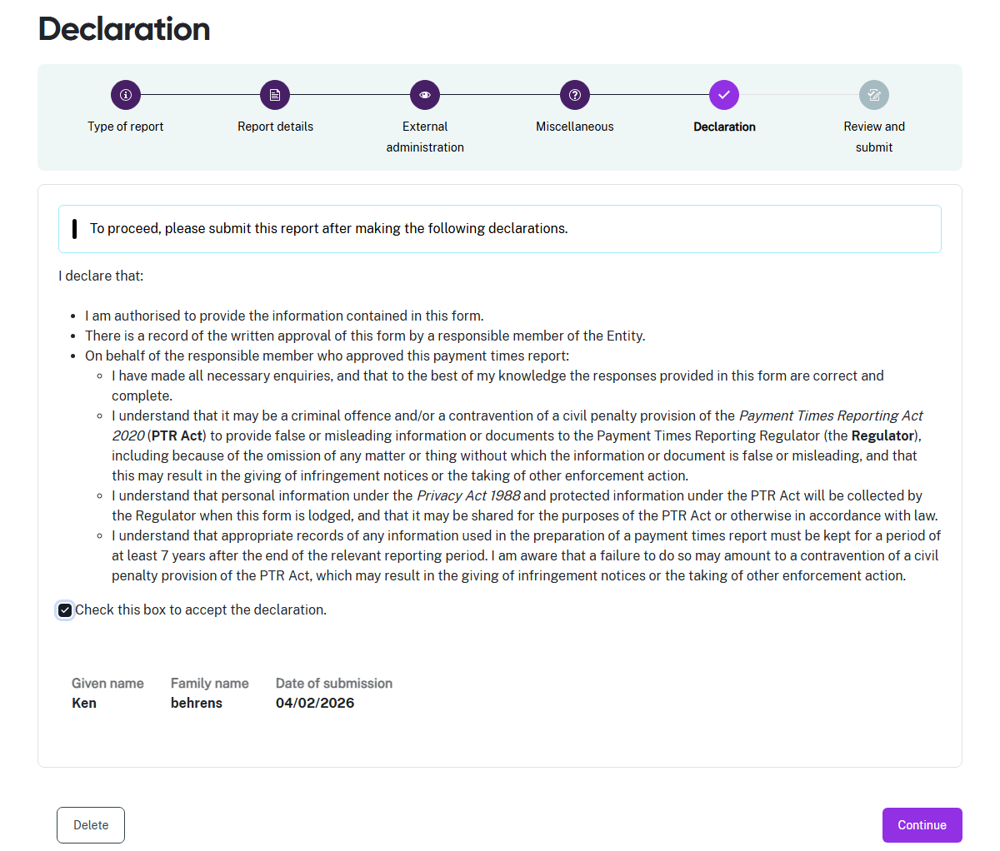 Declaration
Type of report
Report details
External
administration
Miscellaneous
Declaration
Review and
submit
To proceed, please submit this report after making the following declarations.
I declare that:
I am authorised to provide the information contained in this form.
There is a record of the written approval of this form by a responsible member of the Entity.
On behalf of the responsible member who approved this payment times report:
I have made all necessary enquiries, and that to the best of my knowledge the responses provided in this form are correct and
complete.
I understand that it may be a criminal offence and/or a contravention of a civil penalty provision of the Payment Times Reporting Act
2020 (PTR Act) to provide false or misleading information or documents to the Payment Times Reporting Regulator (the Regulator),
including because of the omission of any matter or thing without which the information or document is false or misleading, and that
this may result in the giving of infringement notices or the taking of other enforcement action.
I understand that personal information under the Privacy Act 1988 and protected information under the PTR Act will be collected by
the Regulator when this form is lodged, and that it may be shared for the purposes of the PTR Act or otherwise in accordance with law.
I understand that appropriate records of any information used in the preparation of a payment times report must be kept for a period of
at least 7 years after the end of the relevant reporting period. I am aware that a failure to do so may amount to a contravention of a civil
penalty provision of the PTR Act, which may result in the giving of infringement notices or the taking of other enforcement action.
Check this box to accept the declaration.
Given name Family name Date of submission
Ken behrens 04/02/2026
Delete Continue